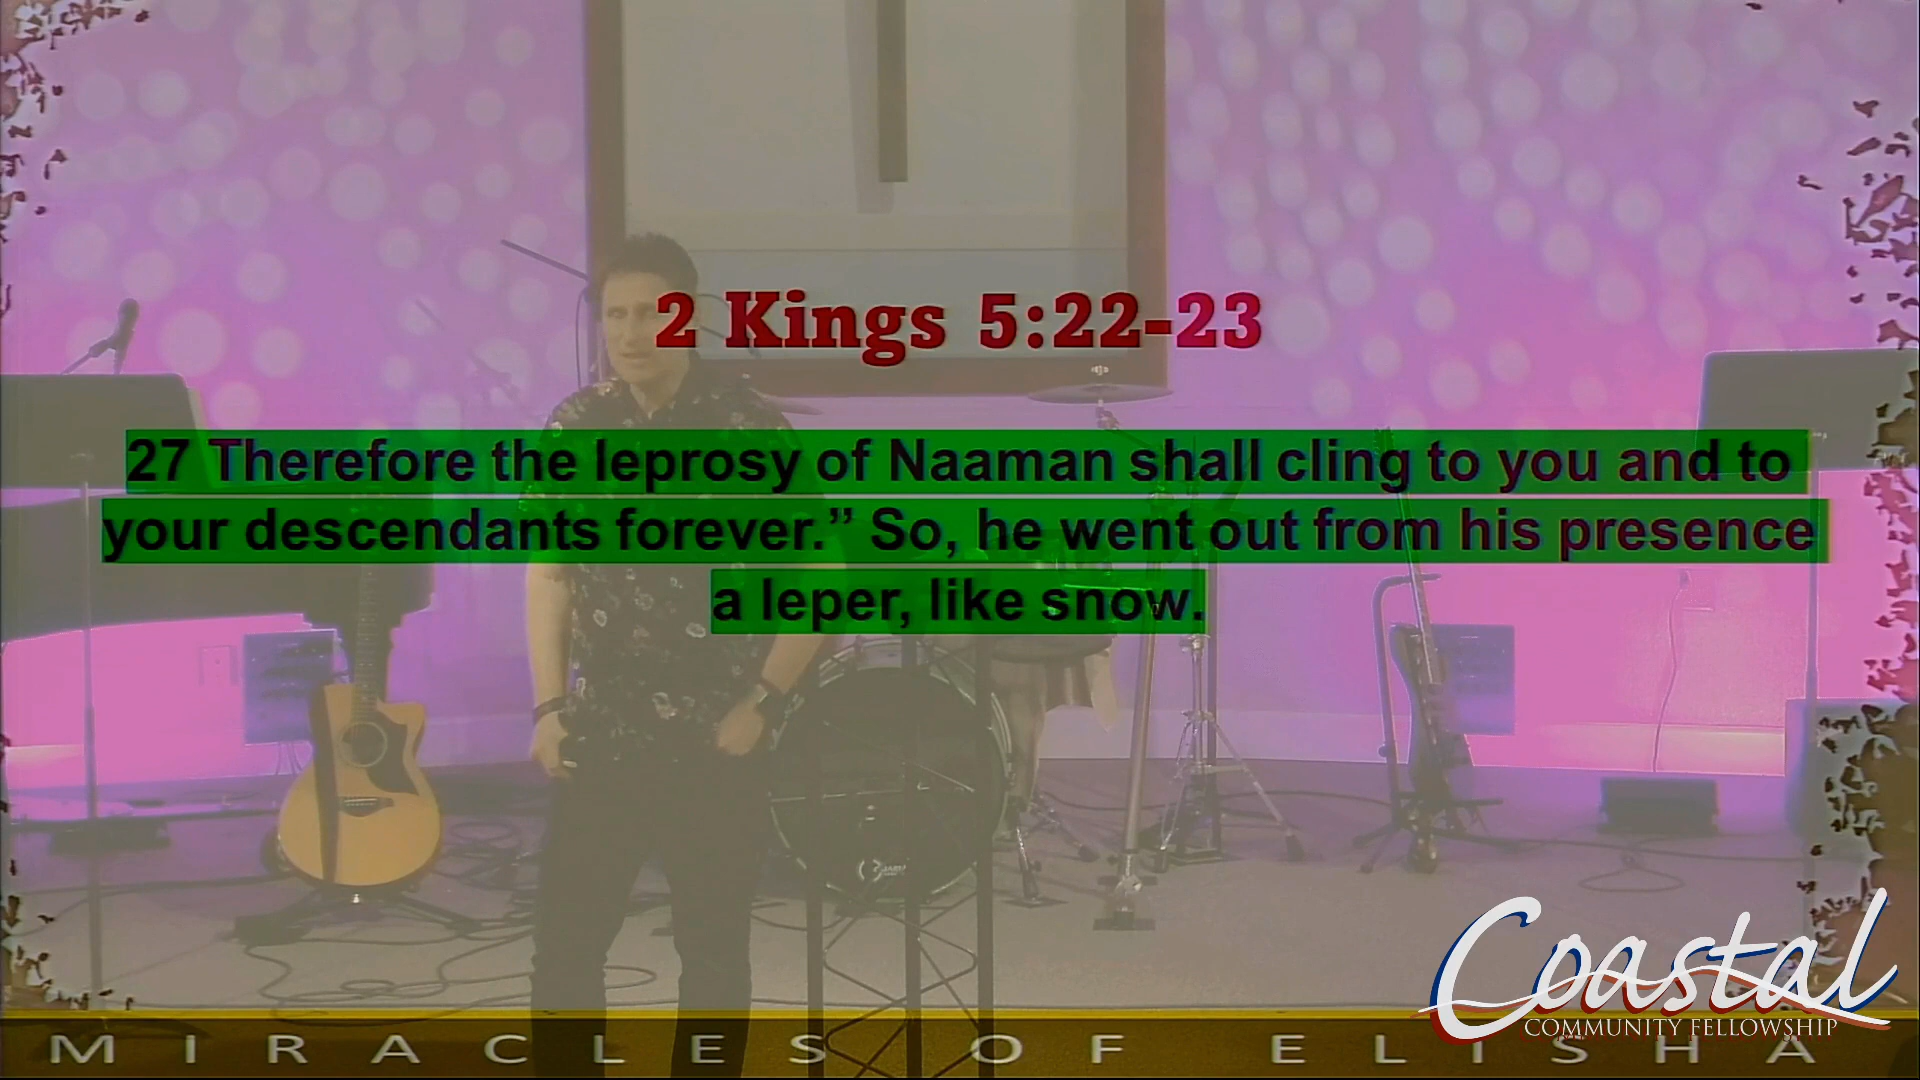 2 Kings 5:22-23
27 Therefore the leprosy of Naaman shall cling to you and to
your descendants forever.” So, he went out from his presence
a leper, like snow.
Coastal
COMMUNITY FELLOWSHIP
MIRACLES OF ELISHA